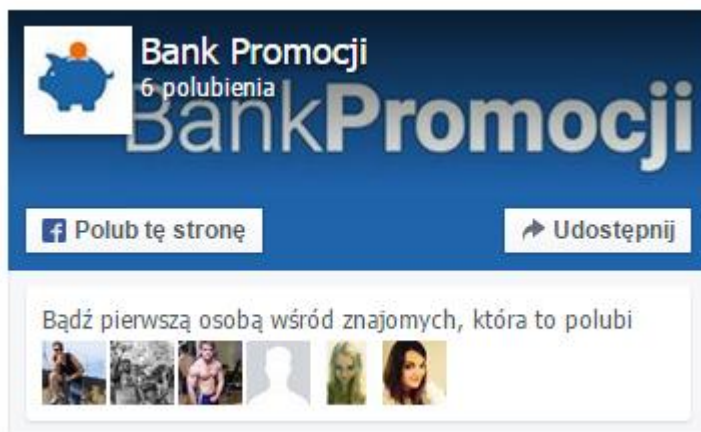 Bank Promocji
6 polubienia
BankPromocji
Polub tę stronę
Udostępnij
Bądź pierwszą osobą wśród znajomych, która to polubi